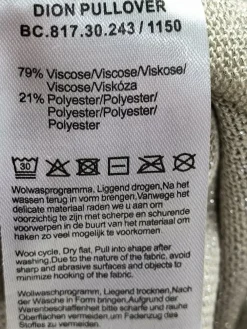 DION PULLOVER
BC.817.30.243 / 1150
79% Viscose/Viscose/Viskose/
Viscose/Viskóza
21% Polyester/Polyester/
Polyester/Polyester/
Polyester
30
Wolwasprogramma, Liggend drogen,Na het
wassen terug in vorm brengen,Vanwege het
delicate materiaal raden we u aan om
voorzichtig te zijn met scherpe en schurende
voorwerpen in de buurt van het materiaal om
haken zo veel mogelijk te voorkomen.
Wool cycle, Dry flat, Pull into shape after
washing,Due to the nature of the fabric, avoid
sharp and abrasive surfaces and objects to
minimize hooking of the fabric.
Wollwaschprogramm, Liegend trocknen,Nach
der Wäsche in Form bringen,Aufgrund der
Warenbeschaffenheit bitte scharfe und rauhe
Oberflächen vermeiden,um Fadenzug des